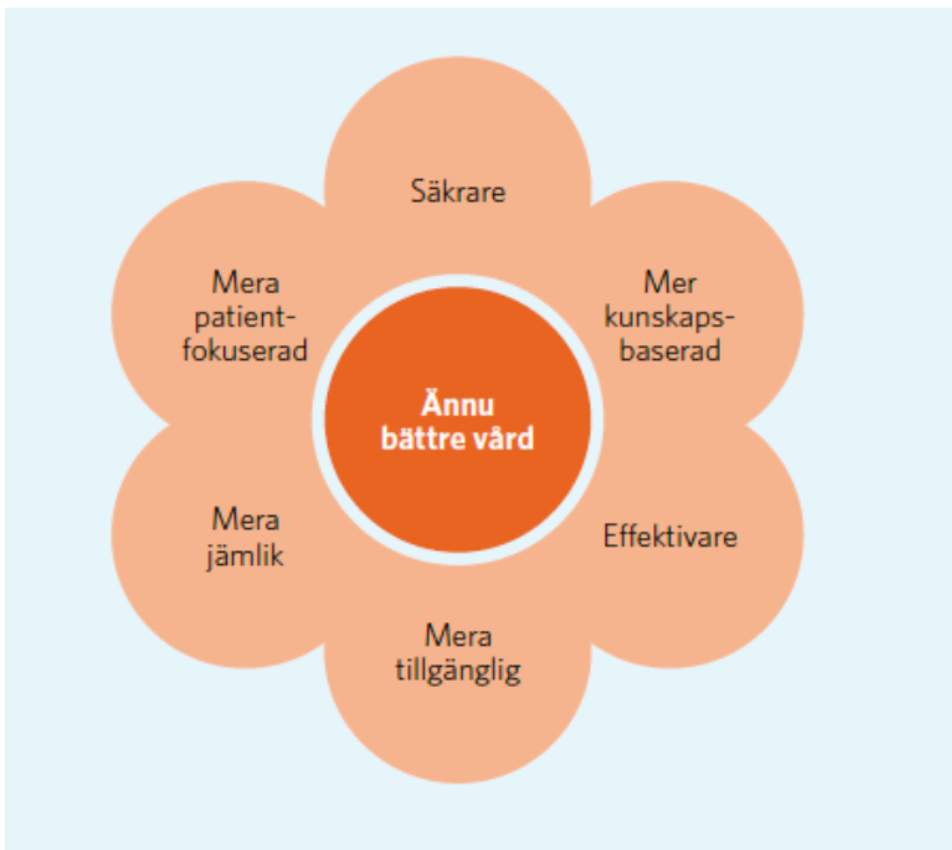 Säkrare
Mera
patient-
fokuserad
Mer
kunskaps-
baserad
Ännu
bättre vård
Mera
jämlik
Effektivare
Mera
tillgänglig